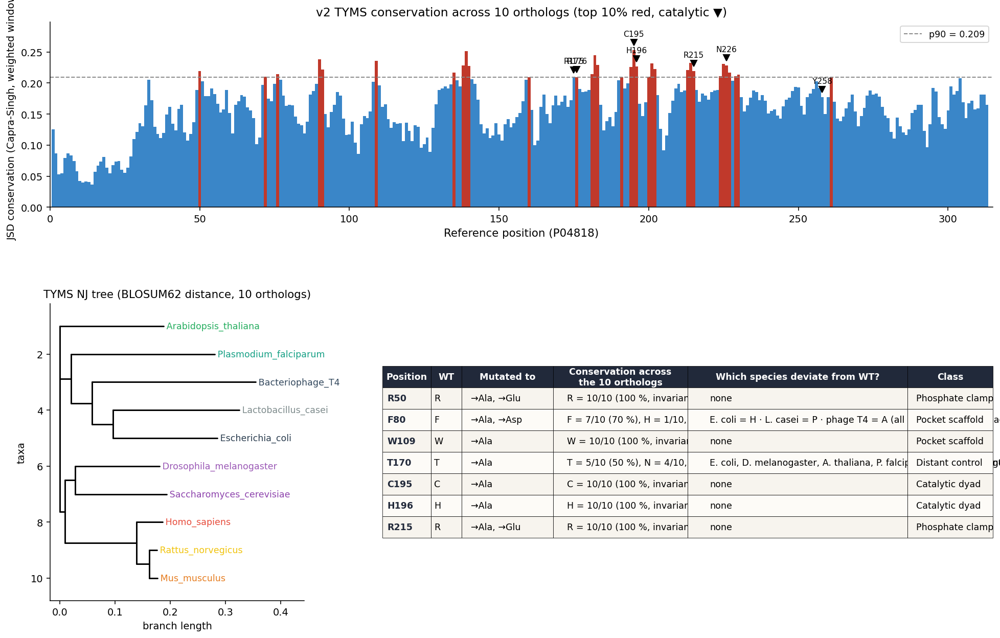 v2 TYMS conservation across 10 orthologs (top 10% red, catalytic ▼)
JSD conservation (Capra-Singh, weighted window
p90 = 0.209
C195
H196
R176
R215
N226
Y258
0.25
0.20
0.15
0.10
0.05
0.00
0 50 100 150 200 250 300
Reference position (P04818)
TYMS NJ tree (BLOSUM62 distance, 10 orthologs)
taxa
2
4
6
8
10
Arabidopsis_thaliana
Plasmodium_falciparum
Bacteriophage_T4
Lactobacillus_casei
Escherichia_coli
Drosophila_melanogaster
Saccharomyces_cerevisiae
Homo_sapiens
Rattus_norvegicus
Mus_musculus
0.0 0.1 0.2 0.3 0.4
branch length
Position WT Mutated to Conservation across the 10 orthologs Which species deviate from WT? Class
R50 R →Ala, →Glu R = 10/10 (100 %, invarian none Phosphate clamp
F80 F →Ala, →Asp F = 7/10 (70 %), H = 1/10, E. coli = H · L. casei = P · phage T4 = A (all Pocket scaffold
W109 W →Ala W = 10/10 (100 %, invarian none Pocket scaffold
T170 T →Ala T = 5/10 (50 %), N = 4/10, E. coli, D. melanogaster, A. thaliana, P. falcip Distant control
C195 C →Ala C = 10/10 (100 %, invarian none Catalytic dyad
H196 H →Ala H = 10/10 (100 %, invarian none Catalytic dyad
R215 R →Ala, →Glu R = 10/10 (100 %, invarian none Phosphate clamp